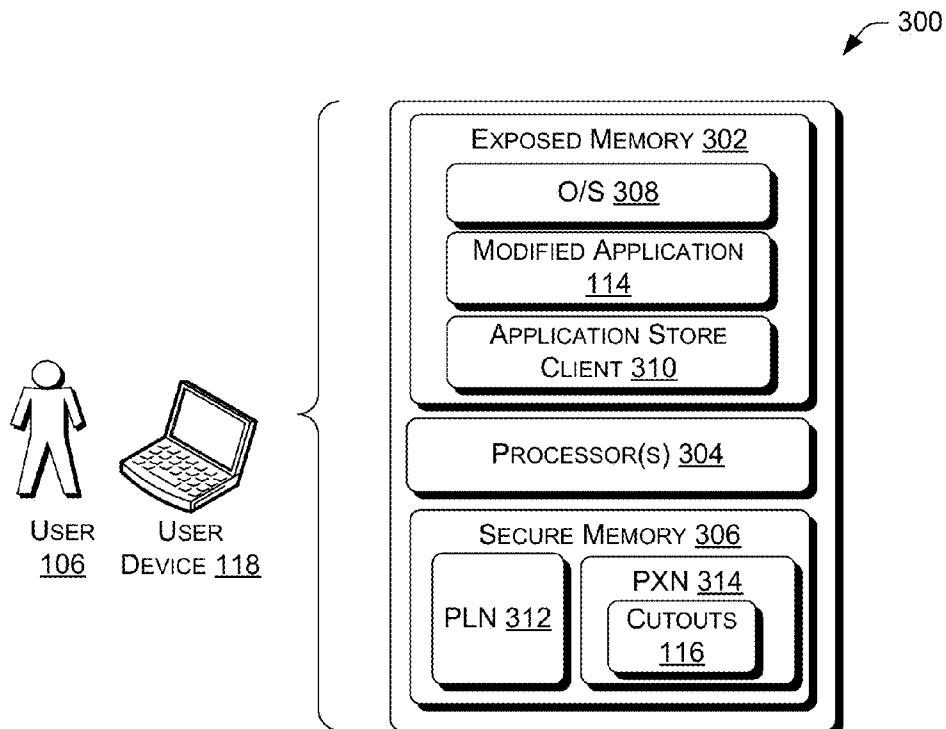 300
EXPOSED MEMORY 302
O/S 308
MODIFIED APPLICATION
114
APPLICATION STORE
CLIENT 310
PROCESSOR(S) 304
SECURE MEMORY 306
PLN 312
PXN 314
CUTOUTS
116
USER
106
USER
DEVICE 118